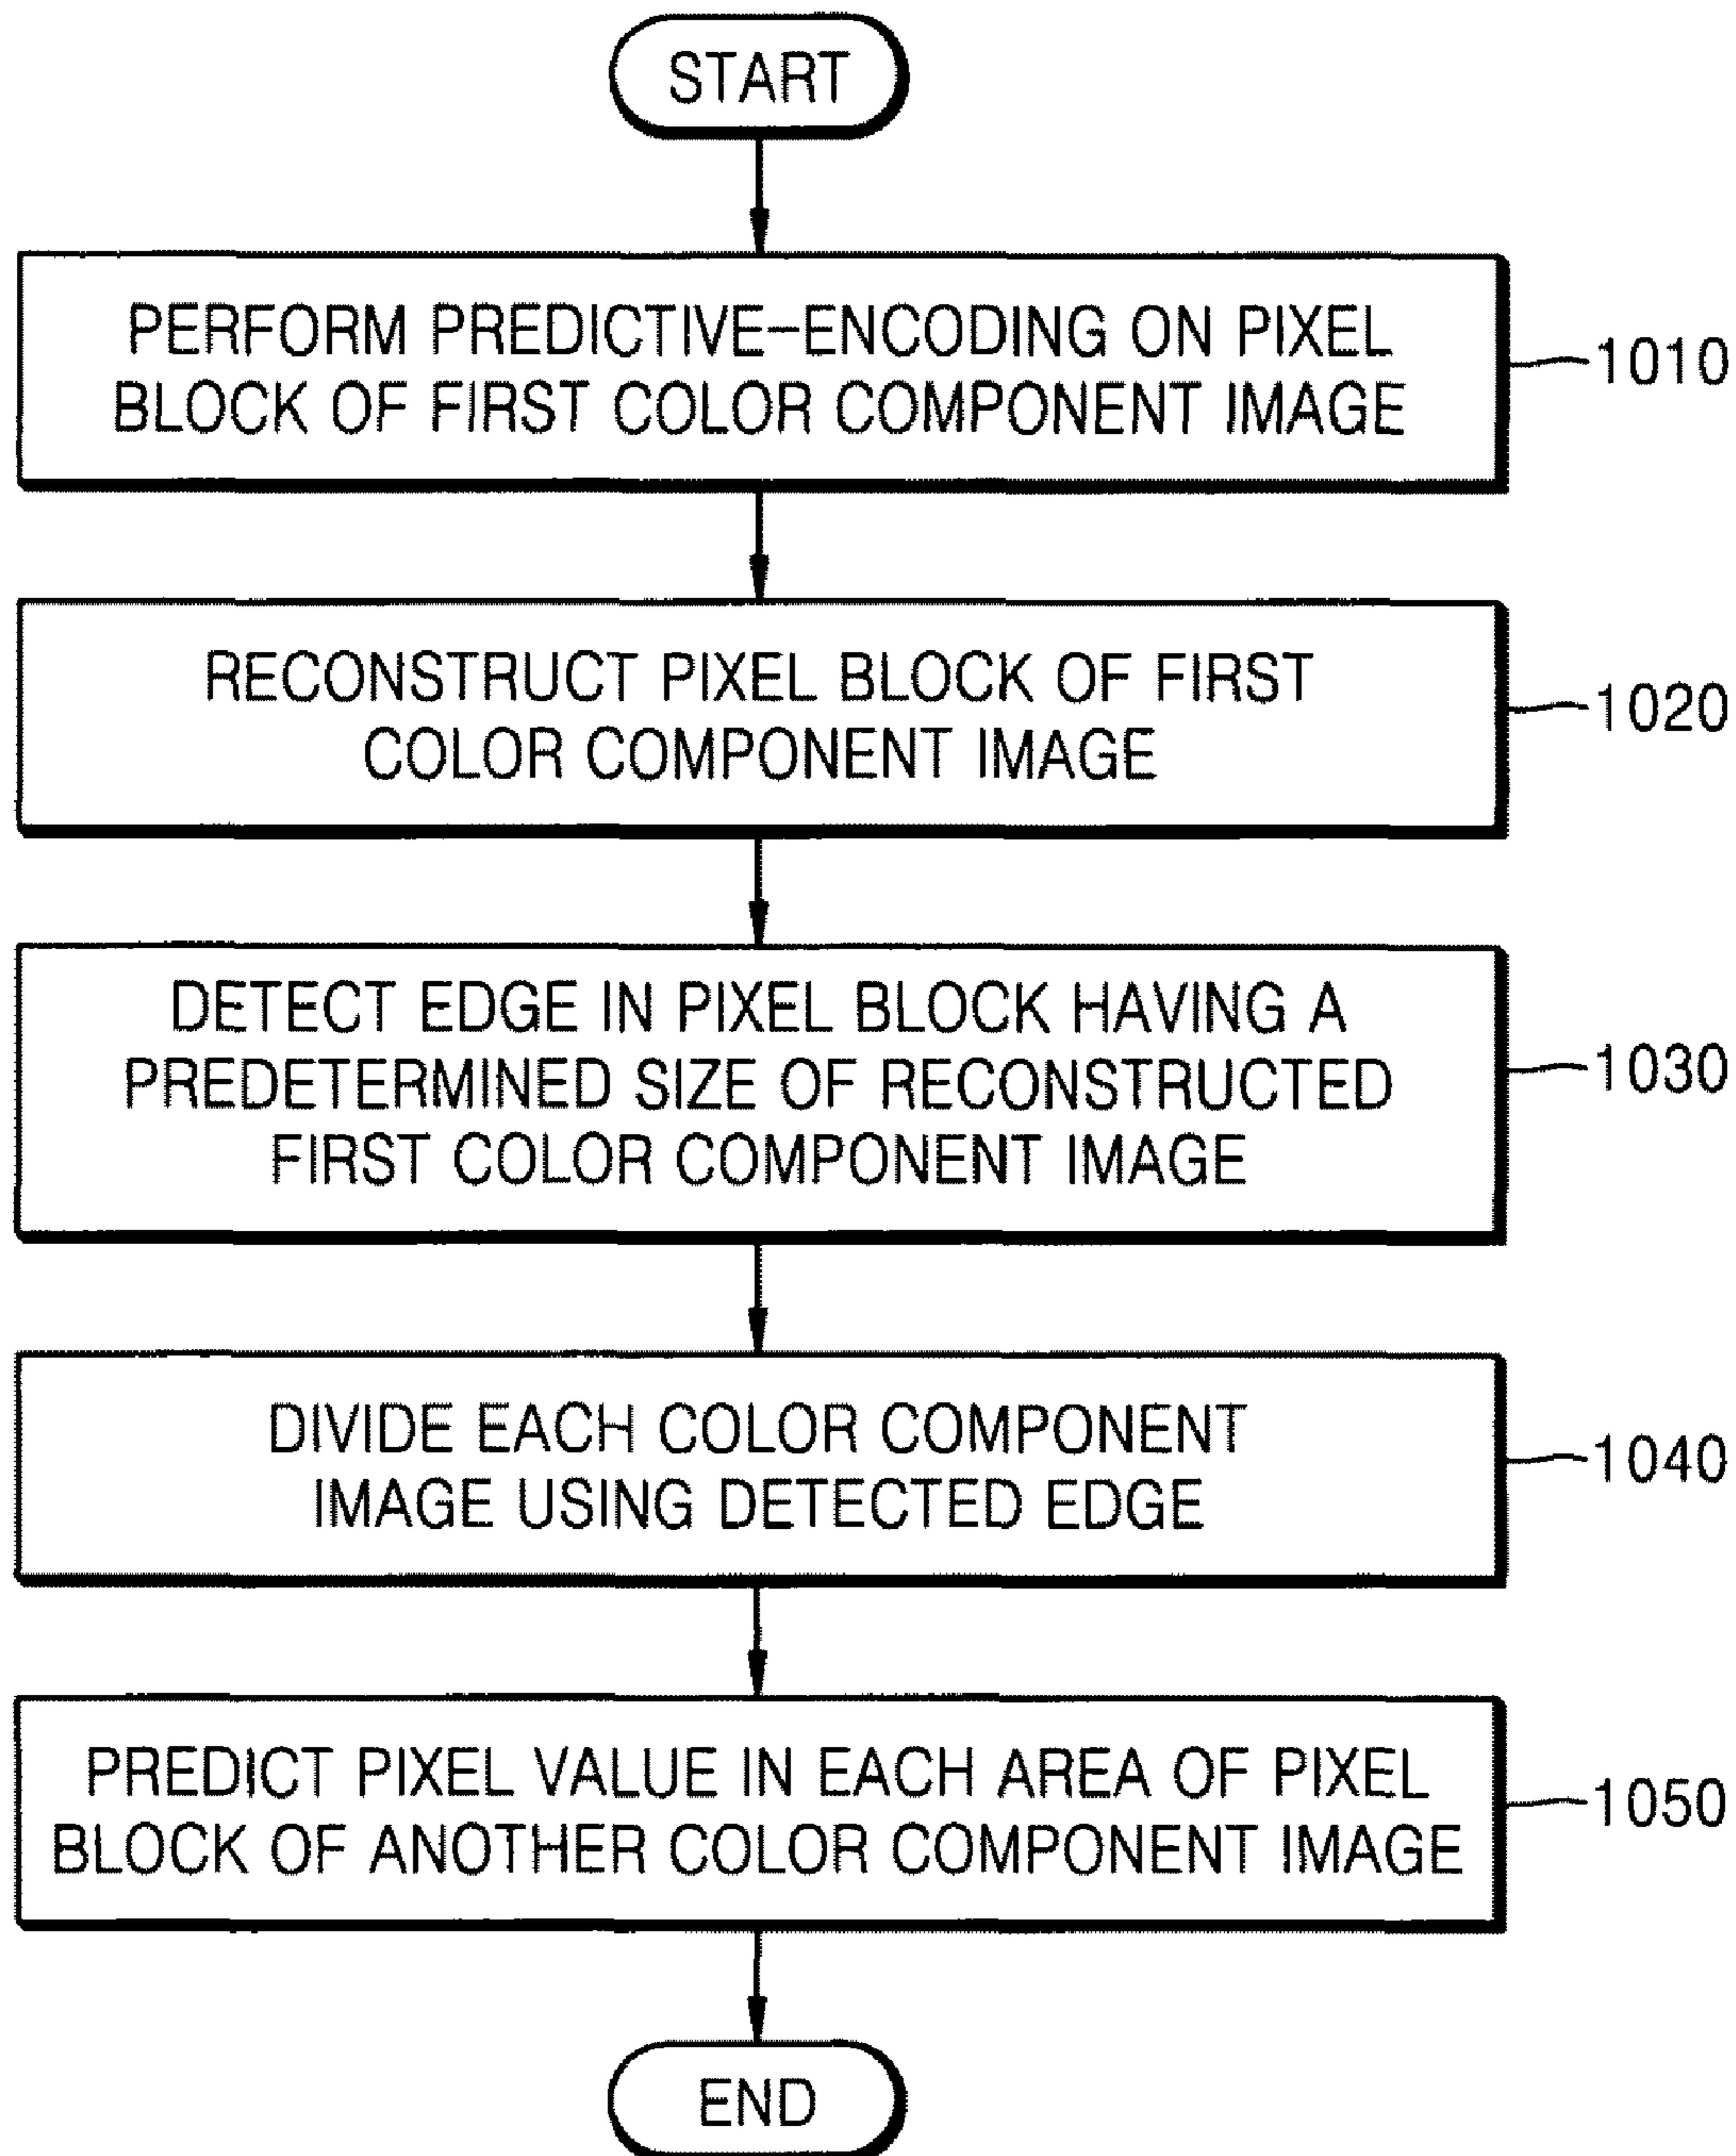 START
PERFORM PREDICTIVE-ENCODING ON PIXEL
BLOCK OF FIRST COLOR COMPONENT IMAGE
1010
RECONSTRUCT PIXEL BLOCK OF FIRST
COLOR COMPONENT IMAGE
1020
DETECT EDGE IN PIXEL BLOCK HAVING A
PREDETERMINED SIZE OF RECONSTRUCTED
FIRST COLOR COMPONENT IMAGE
1030
DIVIDE EACH COLOR COMPONENT
IMAGE USING DETECTED EDGE
1040
PREDICT PIXEL VALUE IN EACH AREA OF PIXEL
BLOCK OF ANOTHER COLOR COMPONENT IMAGE
1050
END